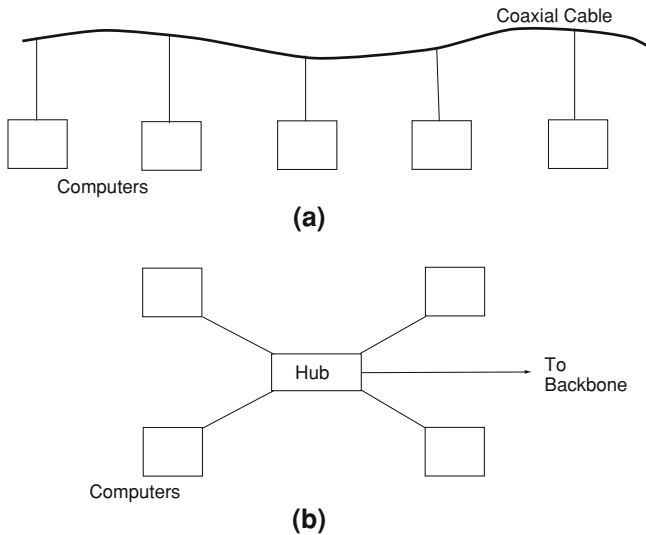 Coaxial Cable
Computers
(a)
Hub
To
Backbone
Computers
(b)